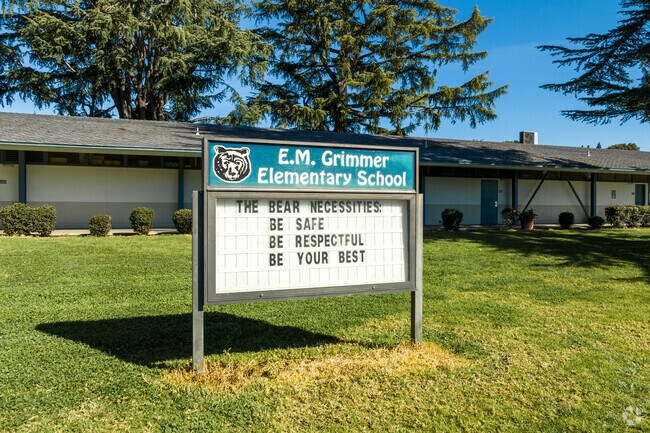 E.M. Grimmer
Elementary School
THE BEAR NECESSITIES:
BE SAFE
BE RESPECTFUL
BE YOUR BEST